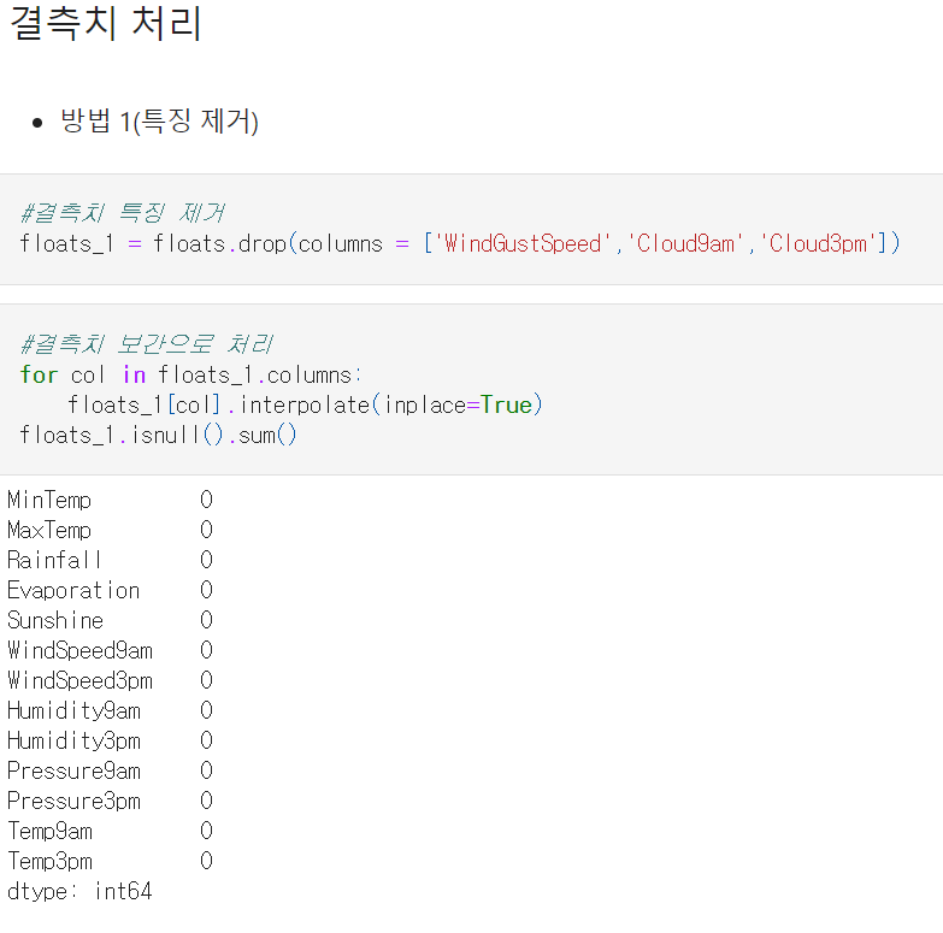 결측치 처리
• 방법 1(특징 제거)
#결측치 특징 제거
floats_1 = floats.drop(columns = ['WindGustSpeed','Cloud9am','Cloud3pm'])
#결측치 보간으로 처리
for col in floats_1.columns:
    floats_1[col].interpolate(inplace=True)
floats_1.isnull().sum()
MinTemp 0
MaxTemp 0
Rainfall 0
Evaporation 0
Sunshine 0
WindSpeed9am 0
WindSpeed3pm 0
Humidity9am 0
Humidity3pm 0
Pressure9am 0
Pressure3pm 0
Temp9am 0
Temp3pm 0
dtype: int64